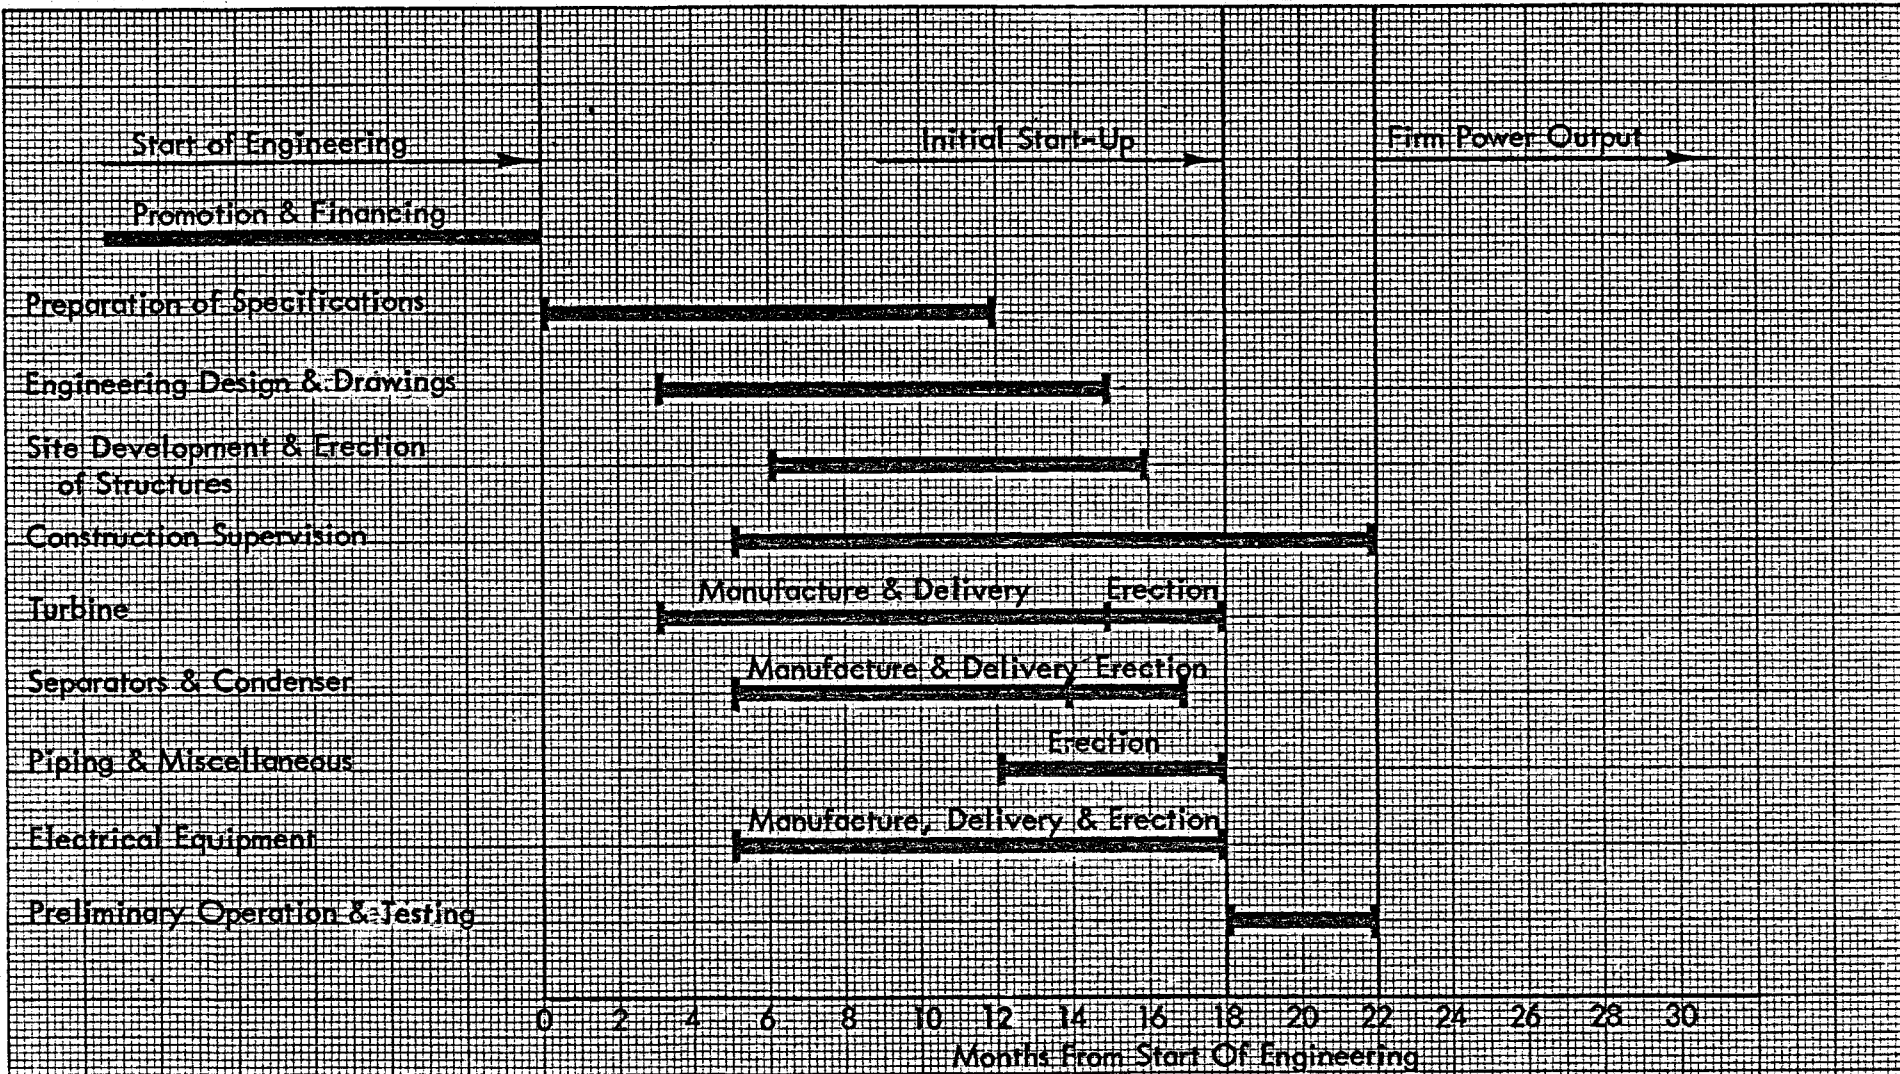 Start of Engineering
Initial Start-Up
Firm Power Output
Promotion & Financing
Preparation of Specifications
Engineering Design & Drawings
Site Development & Erection
of Structures
Construction Supervision
Manufacture & Delivery Erection
Turbine
Manufacture & Delivery Erection
Separators & Condenser
Erection
Piping & Miscellaneous
Manufacture, Delivery & Erection
Electrical Equipment
Preliminary Operation & Testing
0 2 4 6 8 10 12 14 16 18 20 22 24 26 28 30
Months From Start Of Engineering